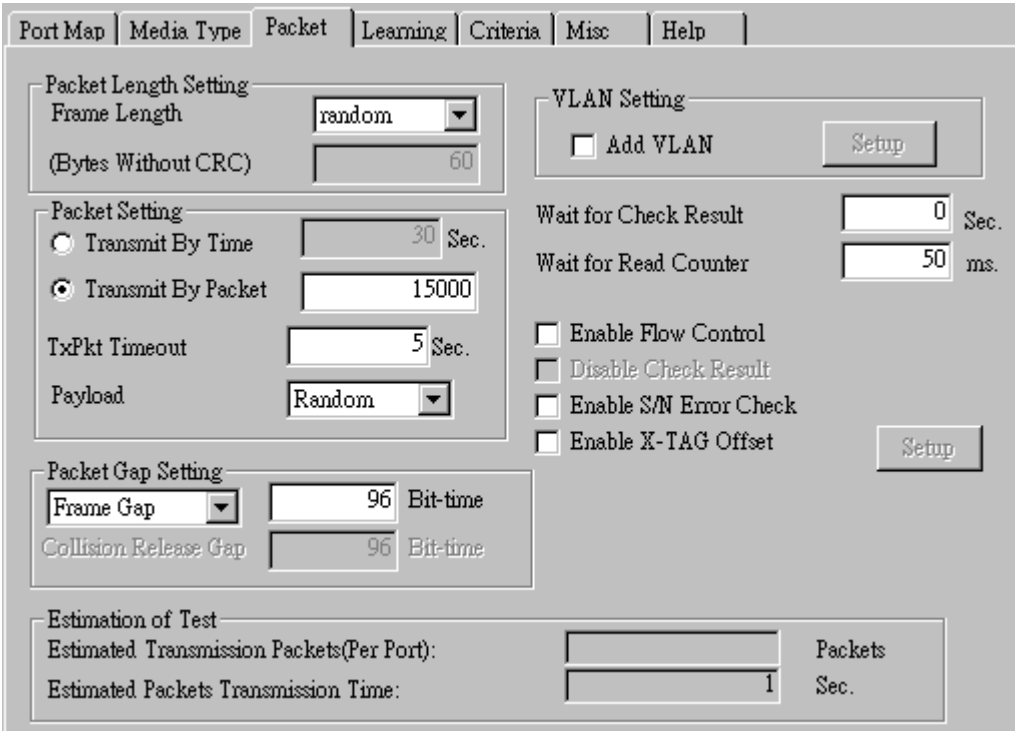 Port Map Media Type Packet Learning Criteria Misc Help
Packet Length Setting
Frame Length random
(Bytes Without CRC) 60
VLAN Setting
Add VLAN Setup
Packet Setting
Transmit By Time 30 Sec.
Transmit By Packet 15000
TxPkt Timeout 5 Sec.
Payload Random
Wait for Check Result 0 Sec.
Wait for Read Counter 50 ms.
Enable Flow Control
Disable Check Result
Enable S/N Error Check
Enable X-TAG Offset Setup
Packet Gap Setting
Frame Gap 96 Bit-time
Collision Release Gap 96 Bit-time
Estimation of Test
Estimated Transmission Packets(Per Port): Packets
Estimated Packets Transmission Time: 1 Sec.